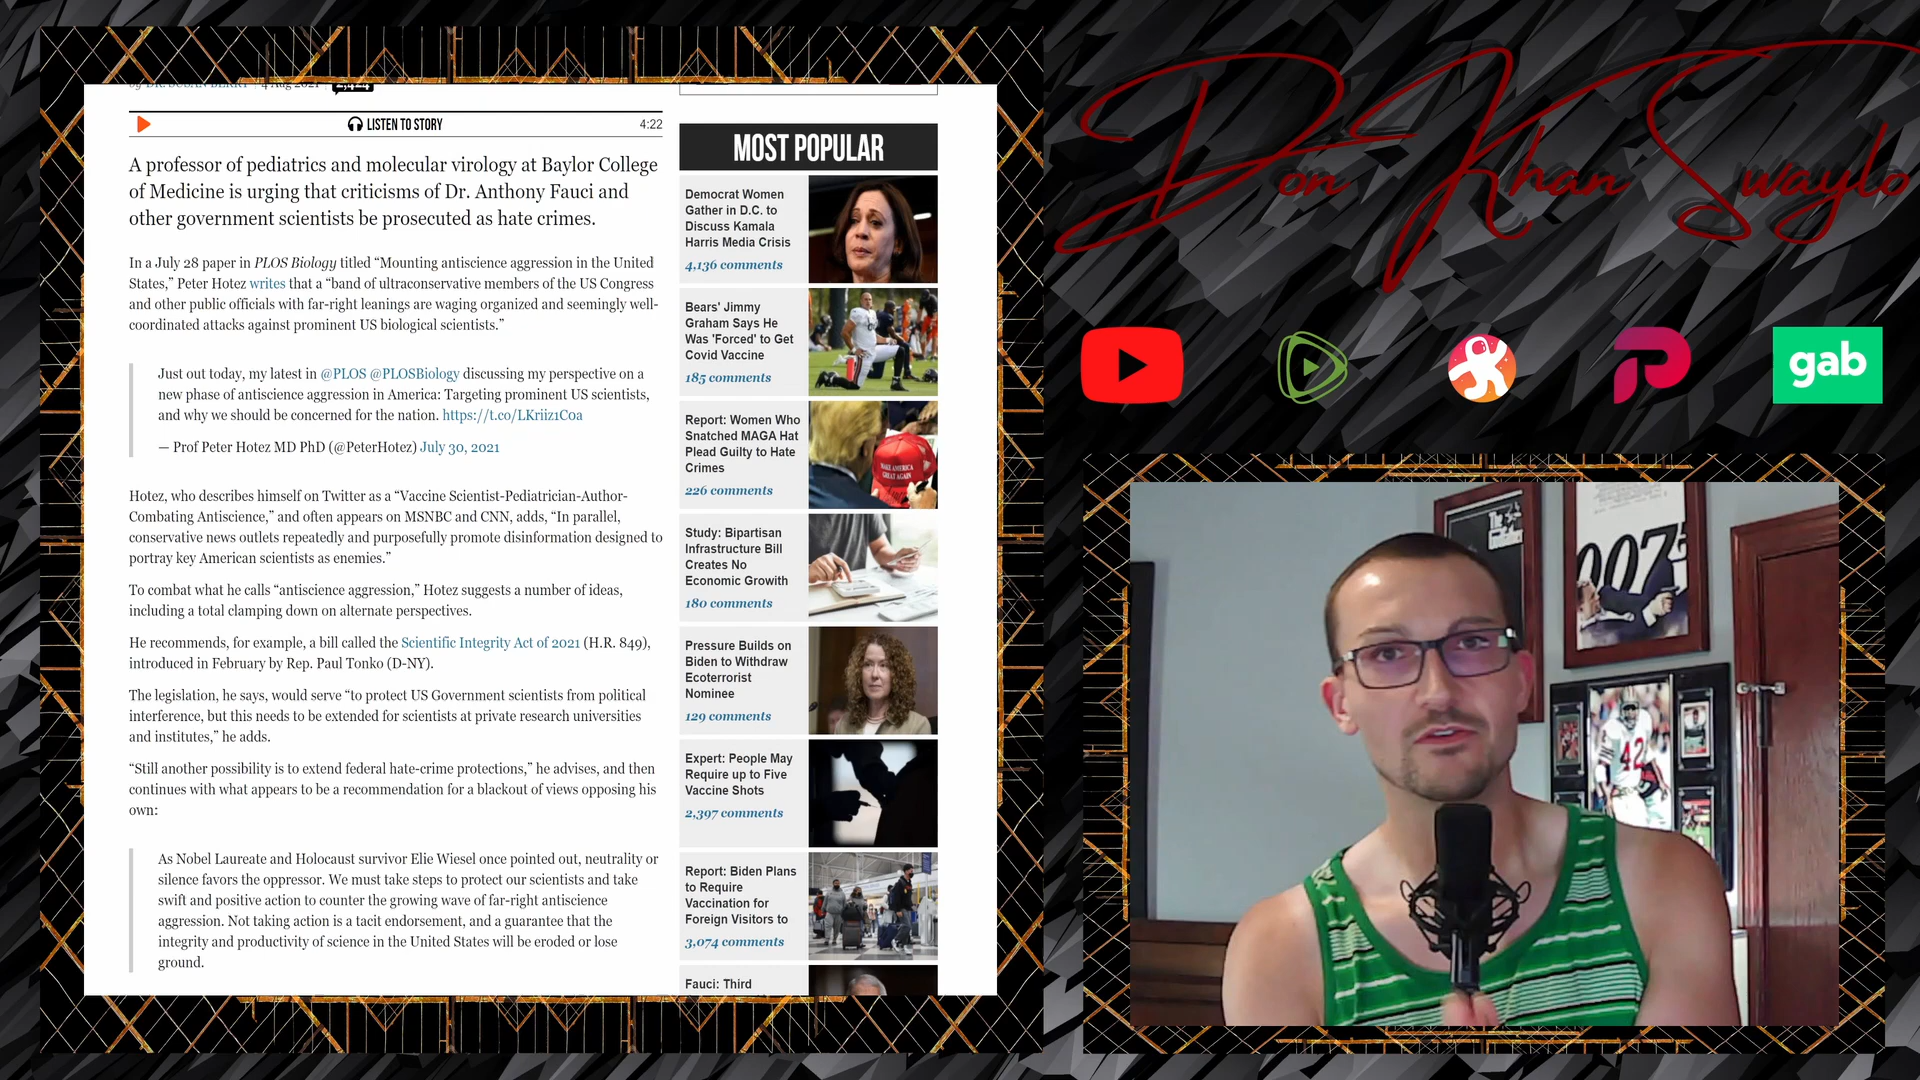 by DR. SUSAN BERRY | 4 Aug 2021 | 2,424
LISTEN TO STORY
4:22
A professor of pediatrics and molecular virology at Baylor College
of Medicine is urging that criticisms of Dr. Anthony Fauci and
other government scientists be prosecuted as hate crimes.
In a July 28 paper in PLOS Biology titled “Mounting antiscience aggression in the United
States,” Peter Hotez writes that a “band of ultraconservative members of the US Congress
and other public officials with far-right leanings are waging organized and seemingly well-
coordinated attacks against prominent US biological scientists.”
Just out today, my latest in @PLOS @PLOSBiology discussing my perspective on a
new phase of antiscience aggression in America: Targeting prominent US scientists,
and why we should be concerned for the nation. https://t.co/LKriiz1Coa
— Prof Peter Hotez MD PhD (@PeterHotez) July 30, 2021
Hotez, who describes himself on Twitter as a “Vaccine Scientist-Pediatrician-Author-
Combating Antiscience,” and often appears on MSNBC and CNN, adds, “In parallel,
conservative news outlets repeatedly and purposefully promote disinformation designed to
portray key American scientists as enemies.”
To combat what he calls “antiscience aggression,” Hotez suggests a number of ideas,
including a total clamping down on alternate perspectives.
He recommends, for example, a bill called the Scientific Integrity Act of 2021 (H.R. 849),
introduced in February by Rep. Paul Tonko (D-NY).
The legislation, he says, would serve “to protect US Government scientists from political
interference, but this needs to be extended for scientists at private research universities
and institutes,” he adds.
“Still another possibility is to extend federal hate-crime protections,” he advises, and then
continues with what appears to be a recommendation for a blackout of views opposing his
own:
As Nobel Laureate and Holocaust survivor Elie Wiesel once pointed out, neutrality or
silence favors the oppressor. We must take steps to protect our scientists and take
swift and positive action to counter the growing wave of far-right antiscience
aggression. Not taking action is a tacit endorsement, and a guarantee that the
integrity and productivity of science in the United States will be eroded or lose
ground.
MOST POPULAR
Democrat Women
Gather in D.C. to
Discuss Kamala
Harris Media Crisis
4,136 comments
Bears' Jimmy
Graham Says He
Was 'Forced' to Get
Covid Vaccine
185 comments
Report: Women Who
Snatched MAGA Hat
Plead Guilty to Hate
Crimes
226 comments
MAKE AMERICA
GREAT AGAIN
Study: Bipartisan
Infrastructure Bill
Creates No
Economic Growth
180 comments
Pressure Builds on
Biden to Withdraw
Ecoterrorist
Nominee
129 comments
Expert: People May
Require up to Five
Vaccine Shots
2,397 comments
Report: Biden Plans
to Require
Vaccination for
Foreign Visitors to
3,074 comments
Fauci: Third
Don Khan Swaylo
gab
007
42